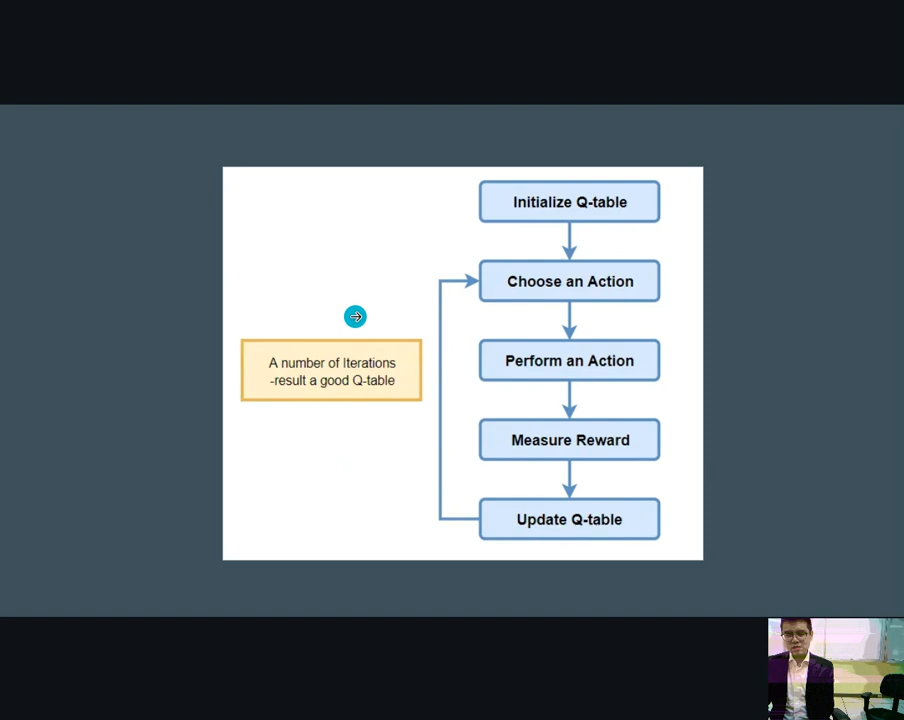 Initialize Q-table
Choose an Action
A number of Iterations
-result a good Q-table
Perform an Action
Measure Reward
Update Q-table